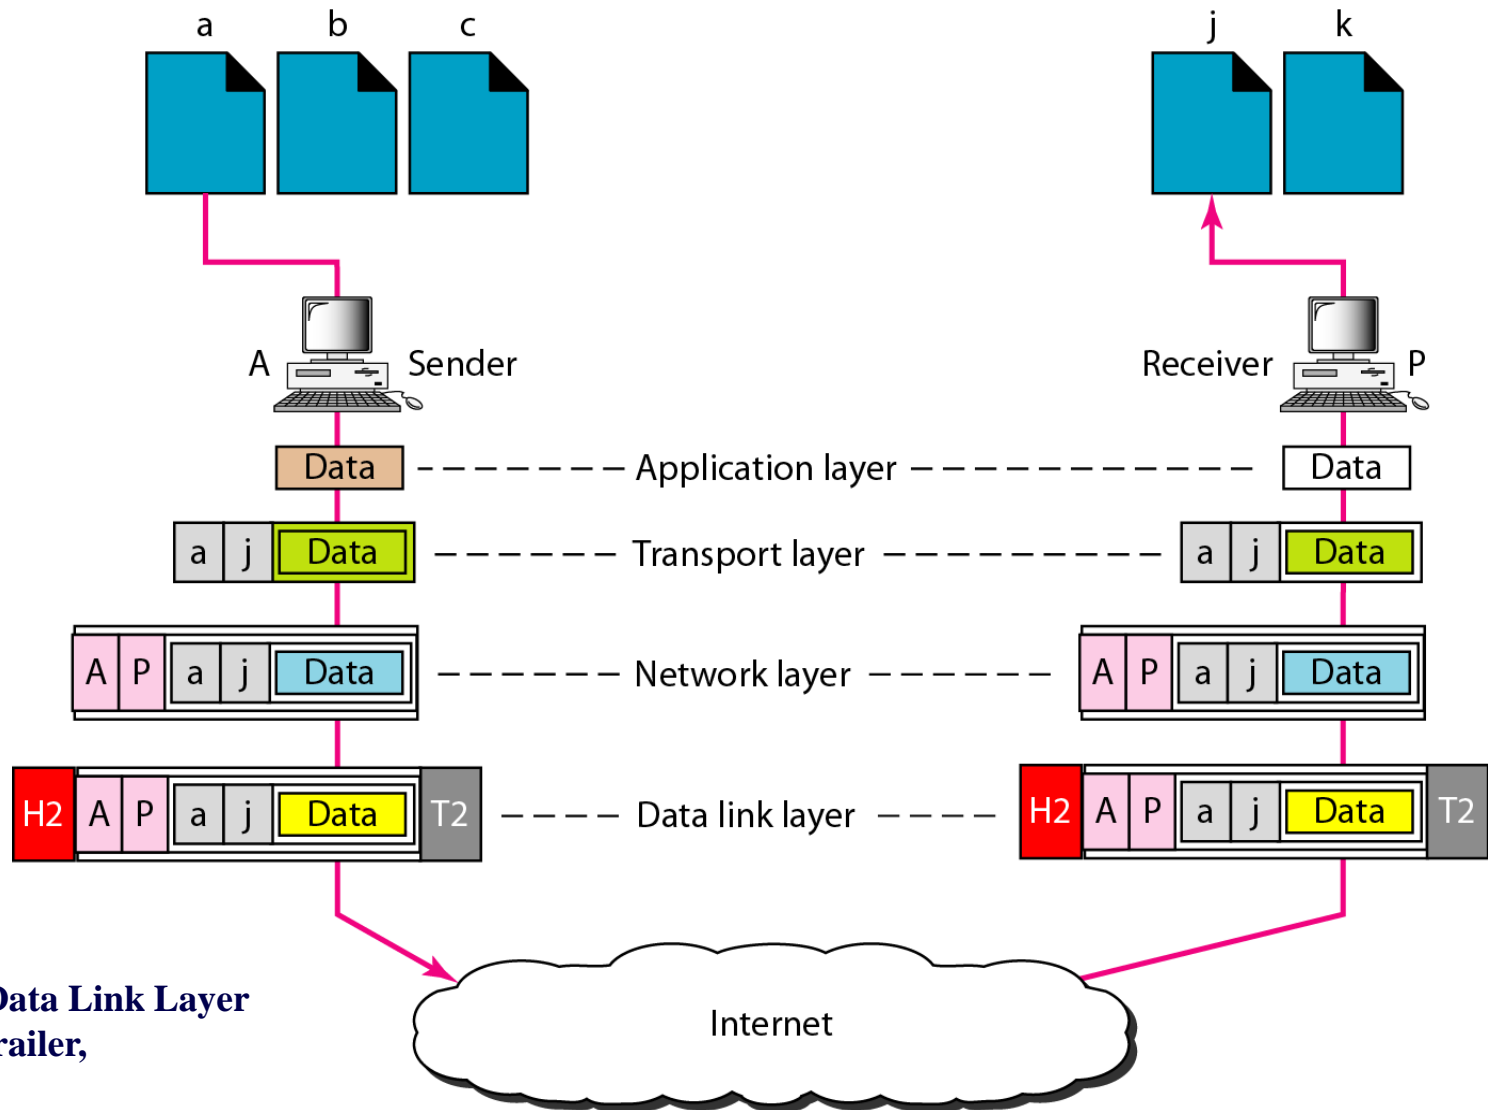 a b c j k
A Sender Receiver P
Data Application layer Data
a j Data Transport layer a j Data
A P a j Data Network layer A P a j Data
H2 A P a j Data T2 Data link layer H2 A P a j Data T2
Data Link Layer
railer,
Internet